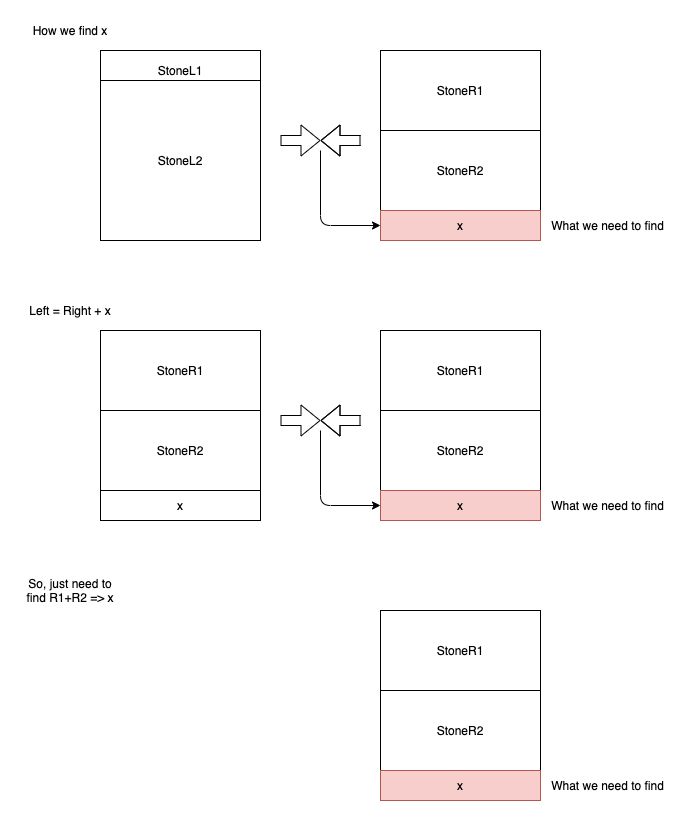 How we find x
StoneL1
StoneL2
StoneR1
StoneR2
x
What we need to find
Left = Right + x
StoneR1
StoneR2
x
StoneR1
StoneR2
x
What we need to find
So, just need to
find R1+R2 => x
StoneR1
StoneR2
x
What we need to find